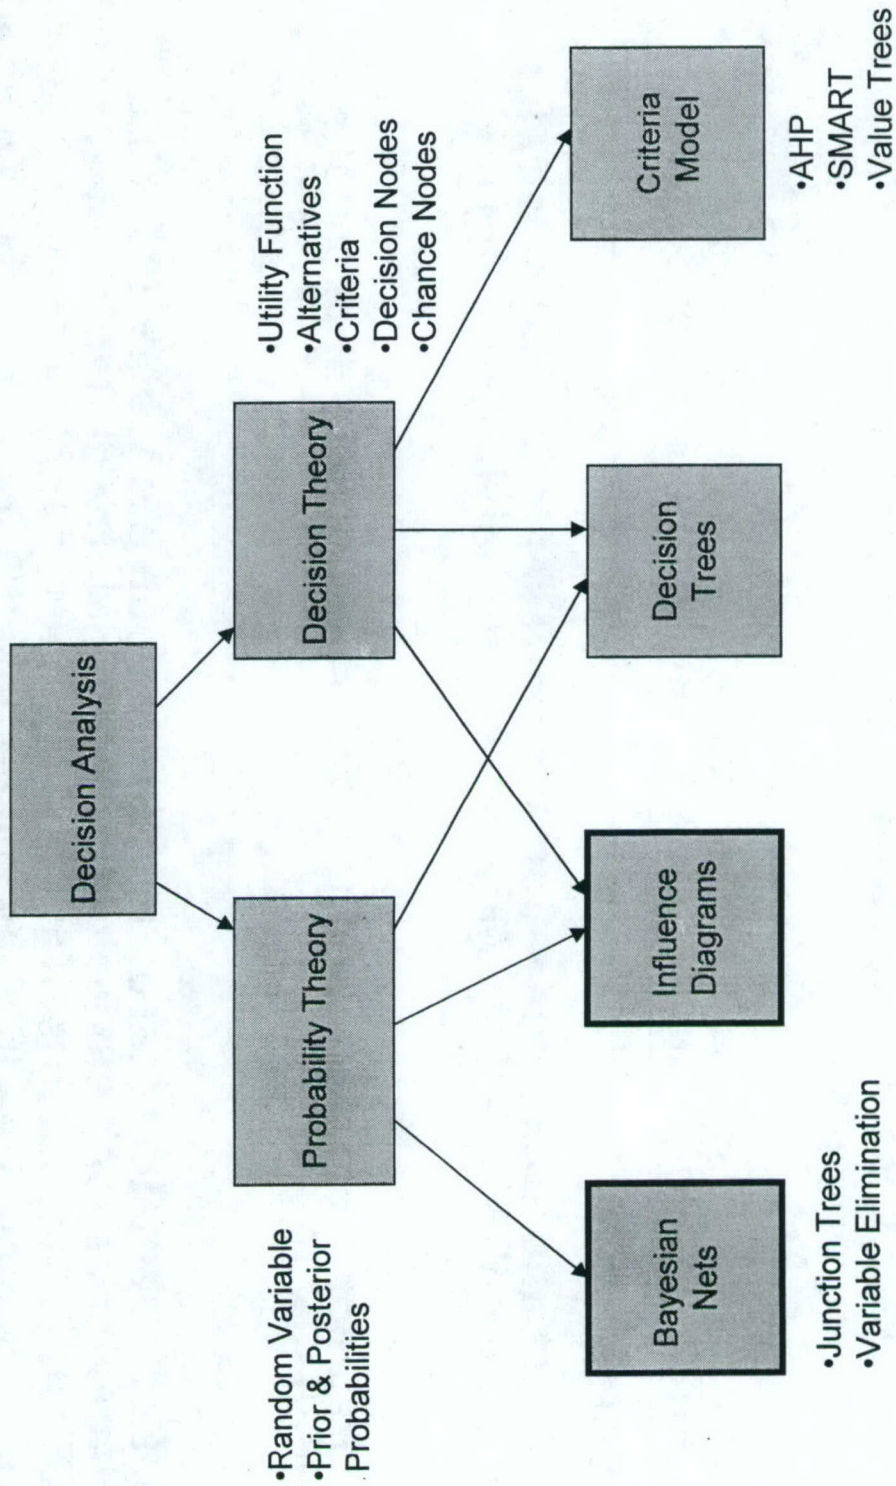 Decision Analysis
Probability Theory
Decision Theory
•Random Variable
•Prior & Posterior
Probabilities
•Utility Function
•Alternatives
•Criteria
•Decision Nodes
•Chance Nodes
Bayesian
Nets
Influence
Diagrams
Decision
Trees
Criteria
Model
•Junction Trees
•Variable Elimination
•AHP
•SMART
•Value Trees